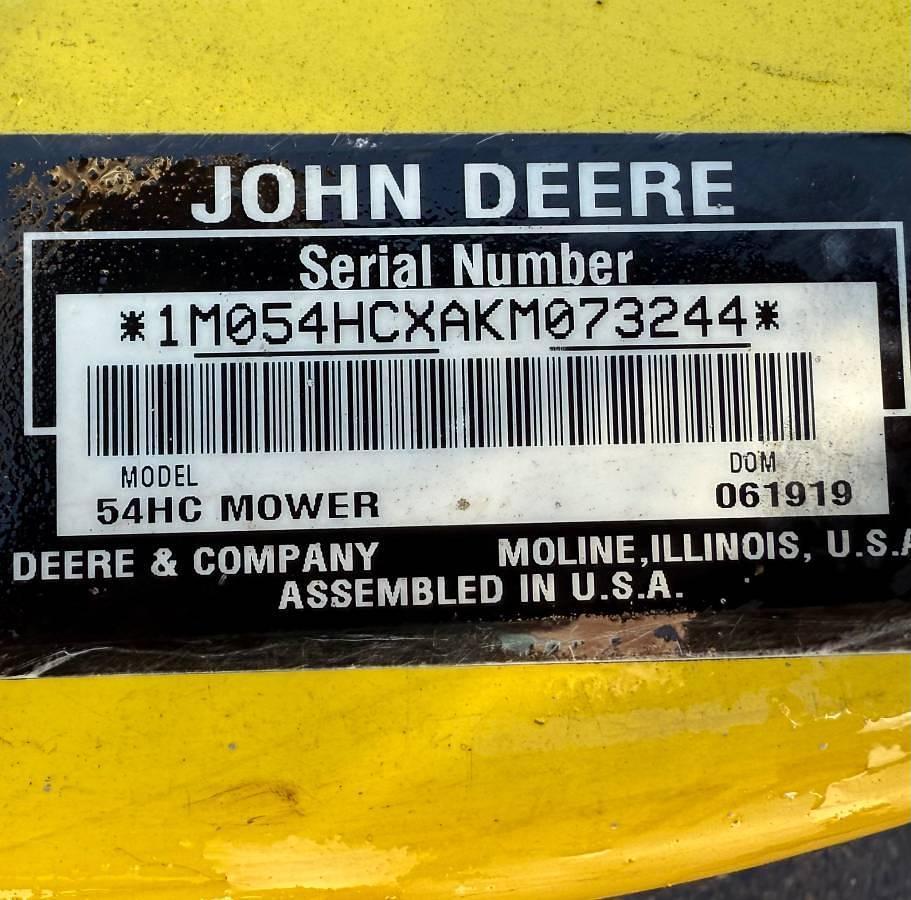 JOHN DEERE
Serial Number
*1M054HCXAKM073244*
MODEL DOM
54HC MOWER 061919
DEERE & COMPANY MOLINE, ILLINOIS, U.S.A
ASSEMBLED IN U.S.A.